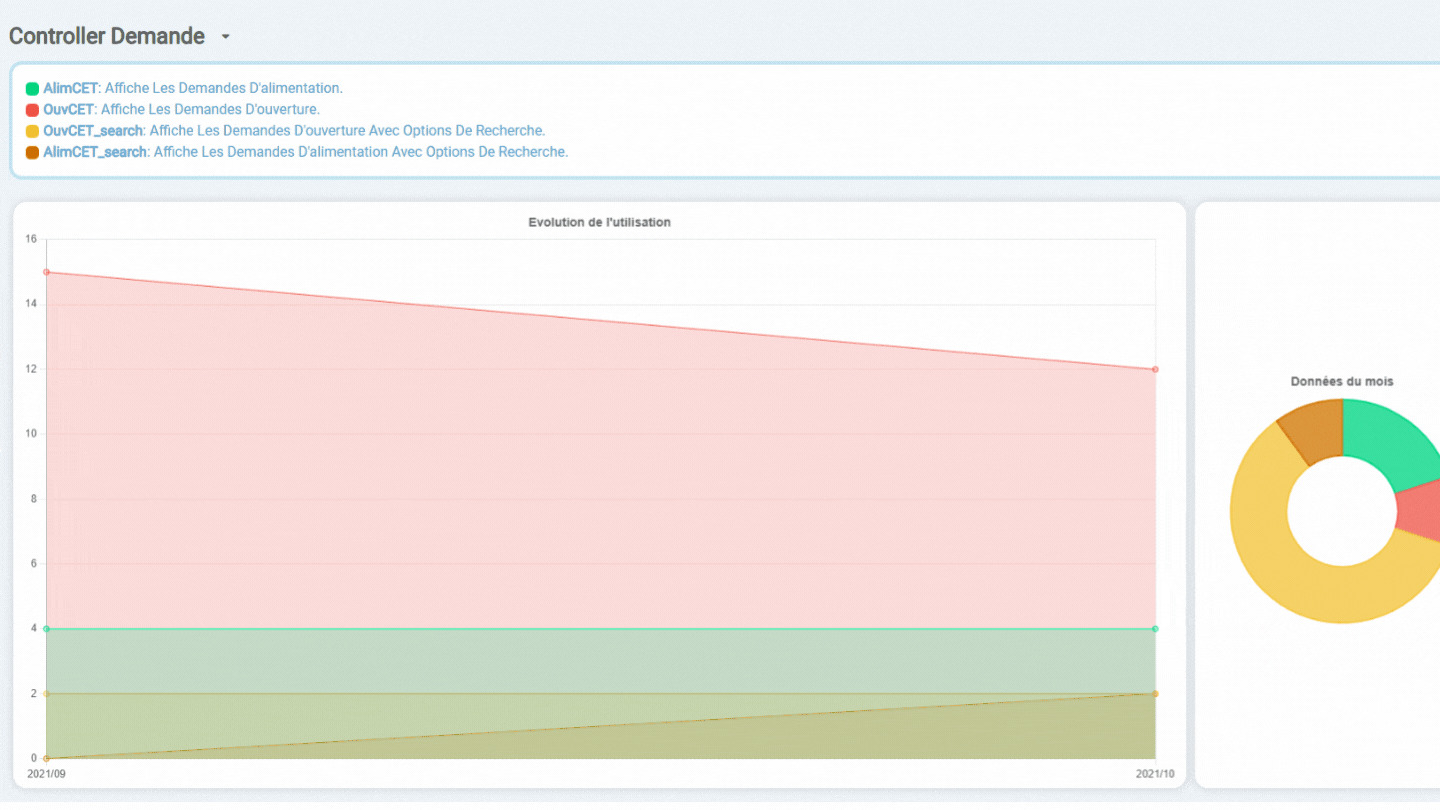 Controller Demande
AlimCET: Affiche Les Demandes D'alimentation.
OuvCET: Affiche Les Demandes D'ouverture.
OuvCET_search: Affiche Les Demandes D'ouverture Avec Options De Recherche.
AlimCET_search: Affiche Les Demandes D'alimentation Avec Options De Recherche.
Evolution de l'utilisation
16
14
12
10
8
6
4
2
0
2021/09
2021/10
Données du mois